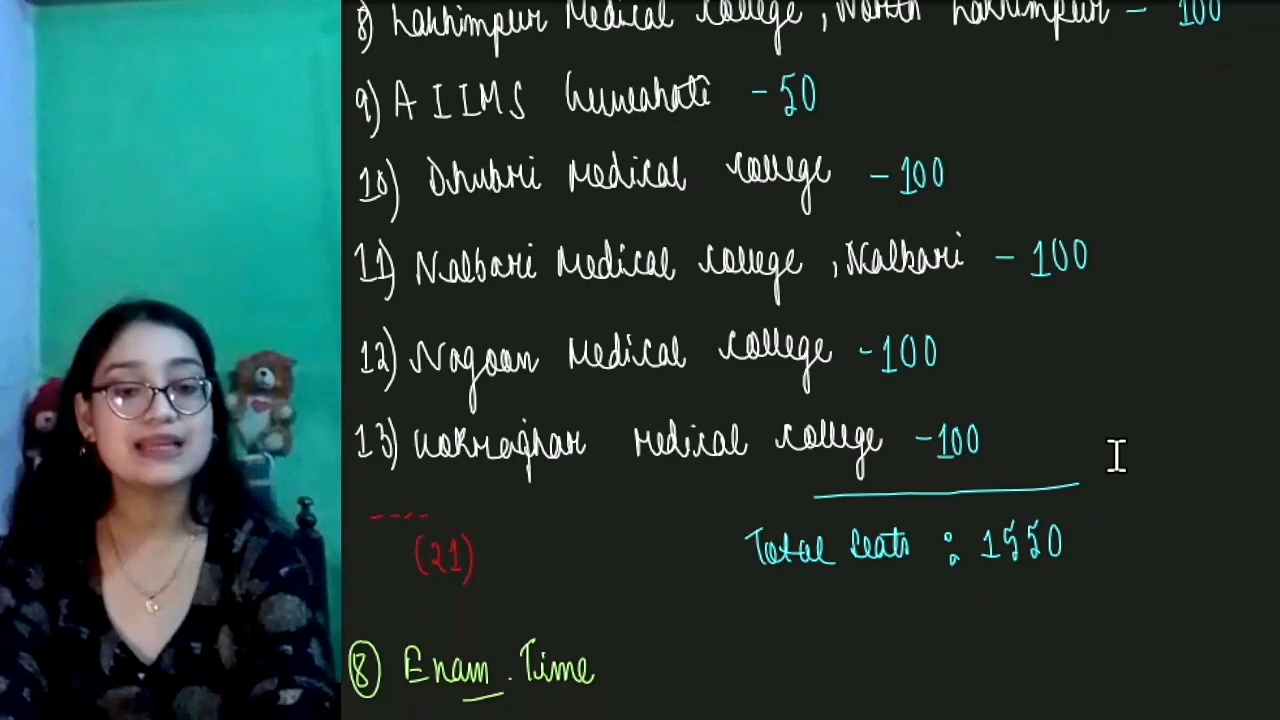 8) Lakhimpur Medical College, North Lakhimpur - 100
9) AIIMS Guwahati - 50
10) Dhubri Medical College - 100
11) Nalbari Medical College, Nalbari - 100
12) Nagaon Medical College - 100
13) Kokrajhar Medical College - 100
(21)
Total Seats : 1550
8 Exam. Time